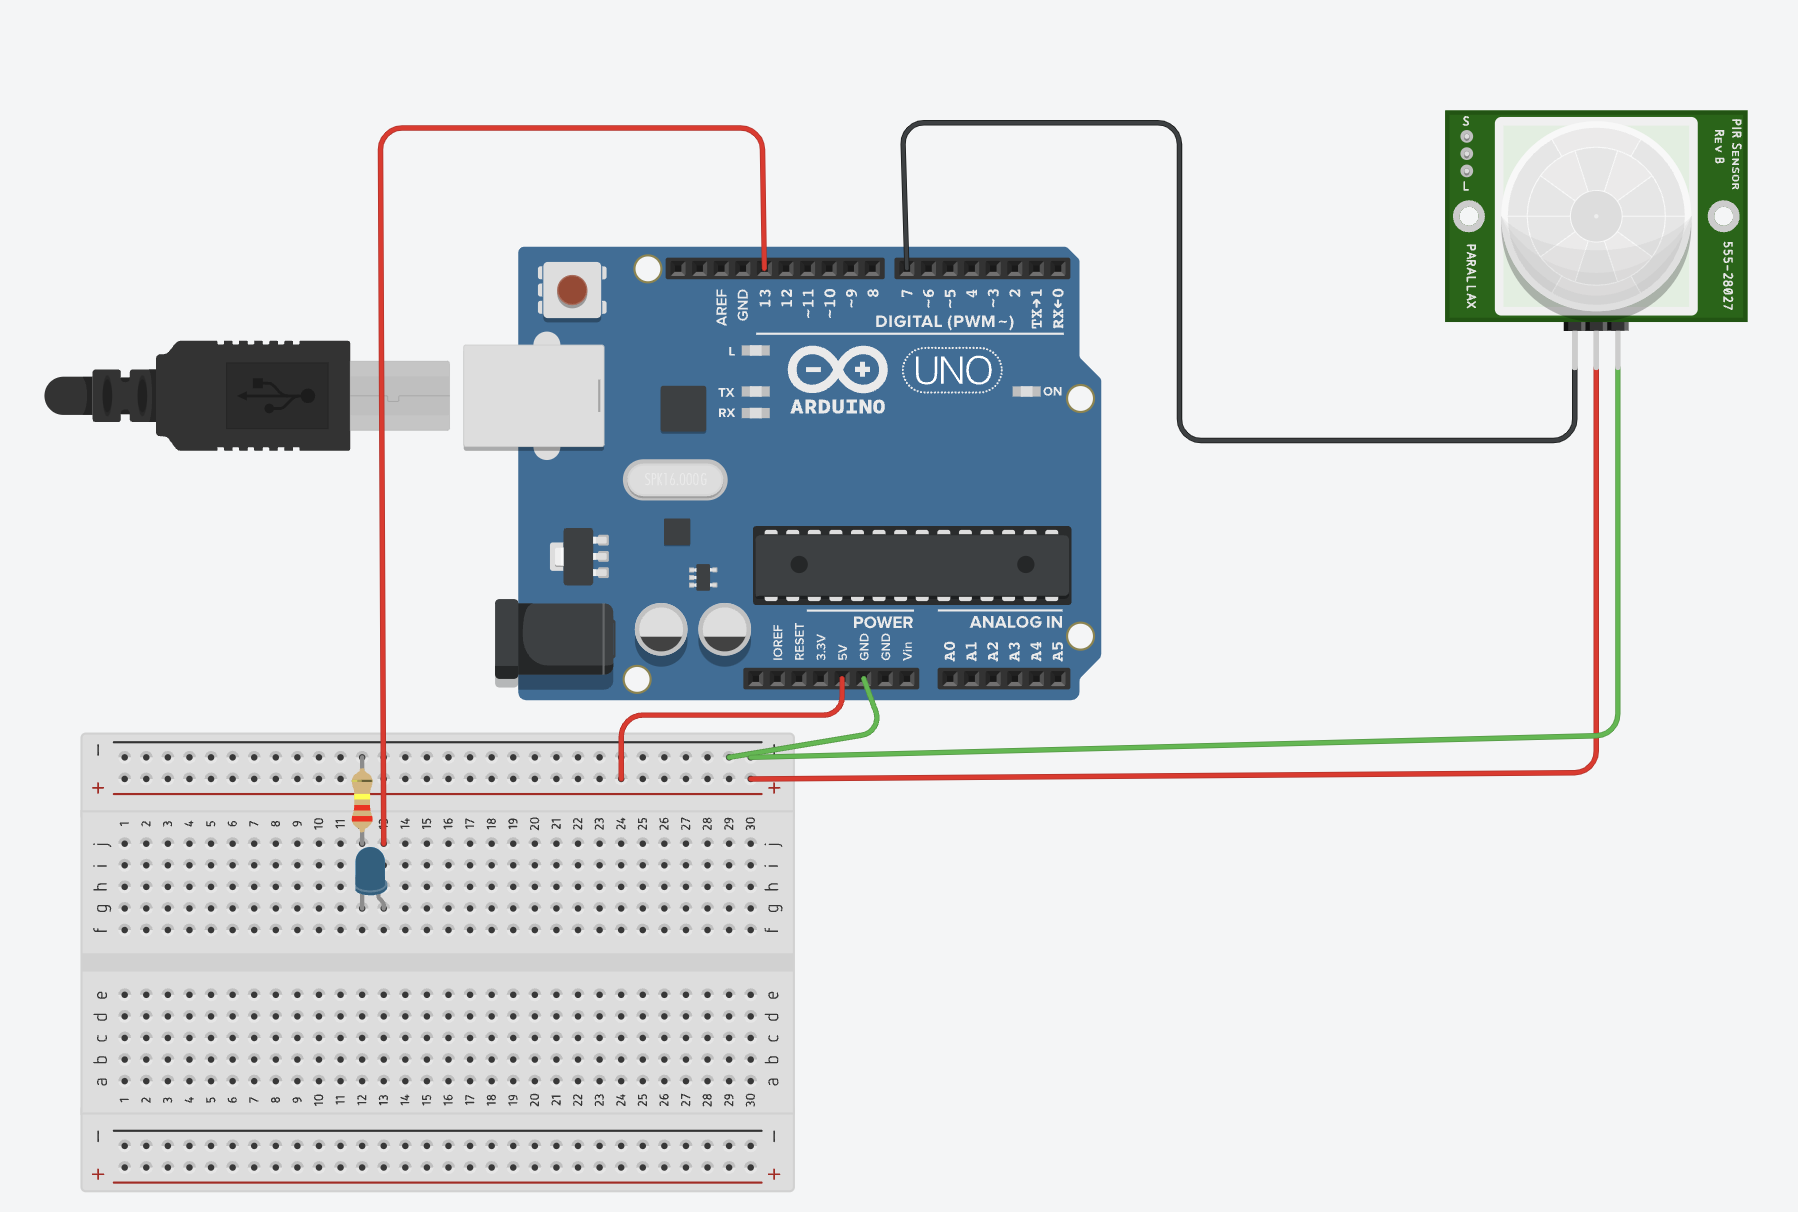 S
L
PARALLAX
PIR SENSOR
REV B
555-28027
AREF
GND
13
12
~11
~10
~9
8
7
~6
~5
4
~3
2
TX→1
RX←0
DIGITAL (PWM~)
L
TX
RX
ARDUINO
UNO
ON
SPK16.000G
POWER
ANALOG IN
IOREF
RESET
3.3V
5V
GND
GND
Vin
A0
A1
A2
A3
A4
A5
− −
+ +
1 2 3 4 5 6 7 8 9 10 11 13 14 15 16 17 18 19 20 21 22 23 24 25 26 27 28 29 30
j j
i i
h h
g g
f f
e e
d d
c c
b b
a a
1 2 3 4 5 6 7 8 9 10 11 12 13 14 15 16 17 18 19 20 21 22 23 24 25 26 27 28 29 30
− −
+ +